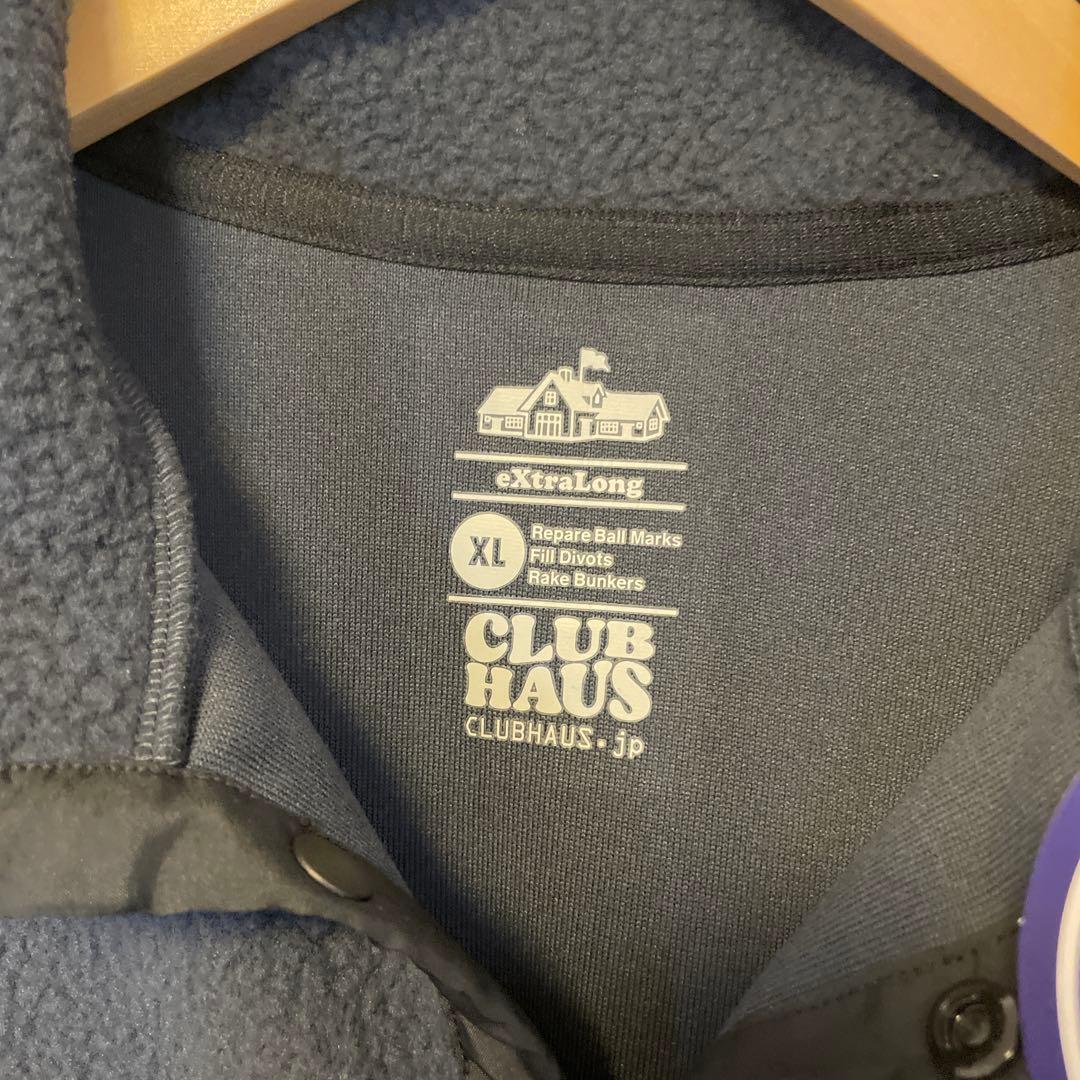 eXtraLong
XL
Repare Ball Marks
Fill Divots
Rake Bunkers
CLUB
HAUS
CLUBHAUS.jp